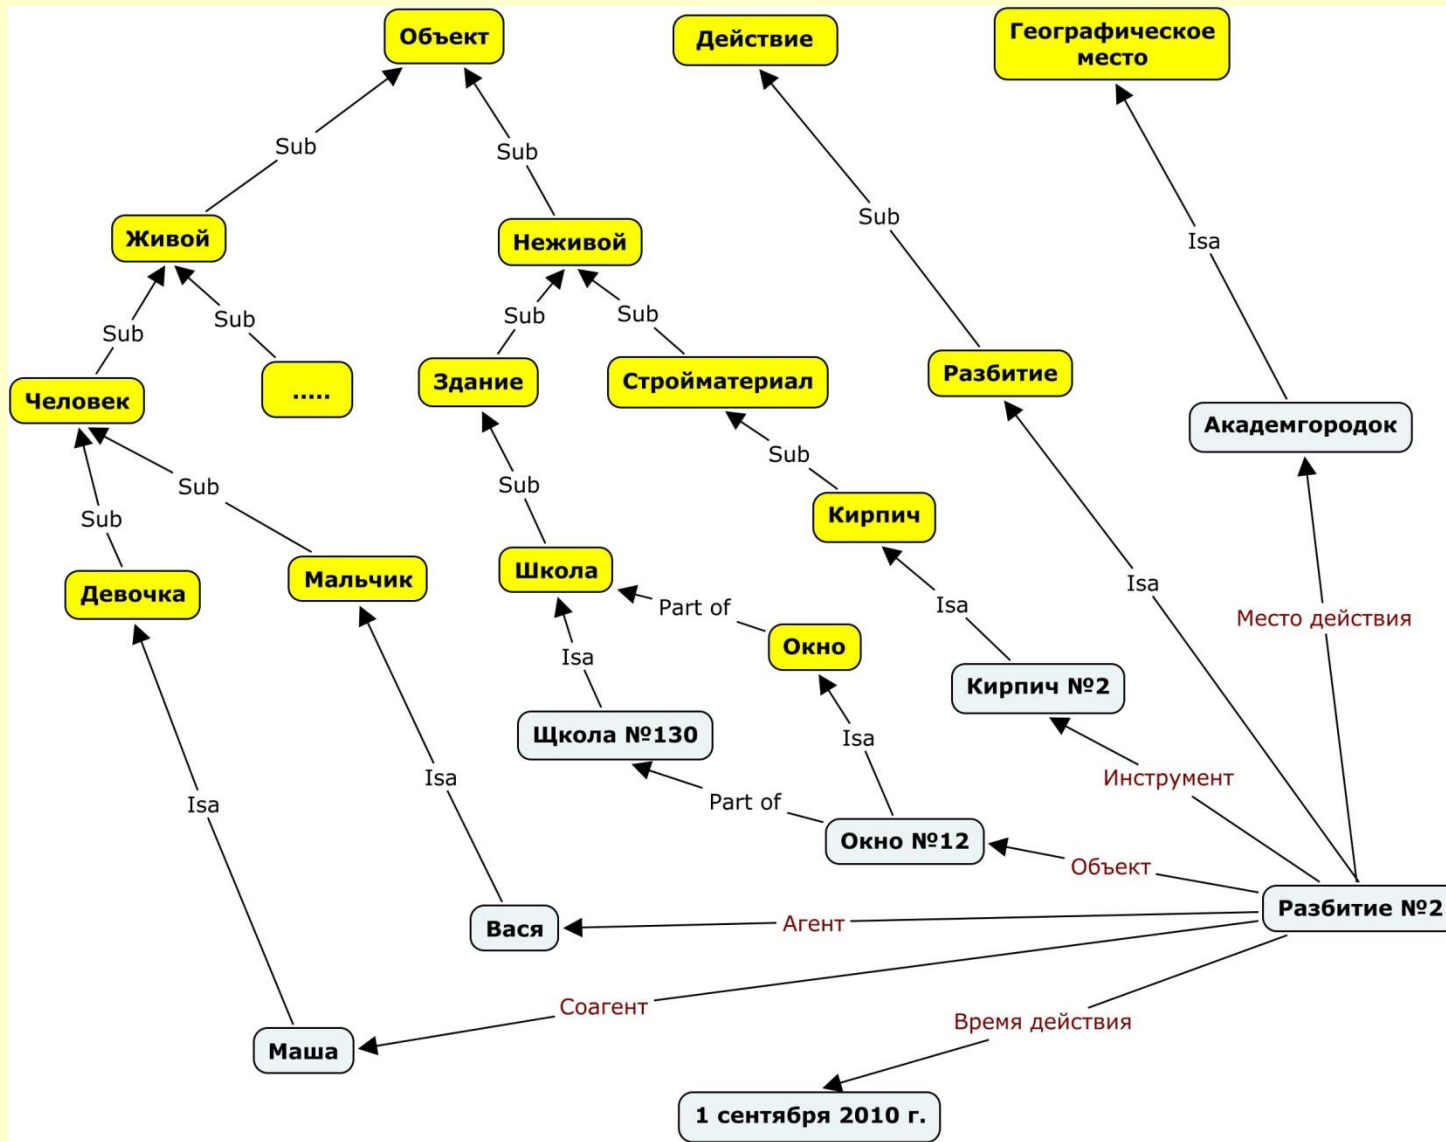 Объект
Действие
Географическое
место
Sub
Sub
Sub
Isa
Живой
Неживой
Sub
Sub
Sub
Sub
Человек
.....
Здание
Стройматериал
Разбитие
Академгородок
Sub
Sub
Sub
Sub
Кирпич
Девочка
Мальчик
Школа
Isa
Part of
Isa
Isa
Место действия
Окно
Isa
Кирпич №2
Щкола №130
Isa
Isa
Isa
Part of
Инструмент
Окно №12
Объект
Разбитие №2
Вася
Агент
Соагент
Время действия
Маша
1 сентября 2010 г.